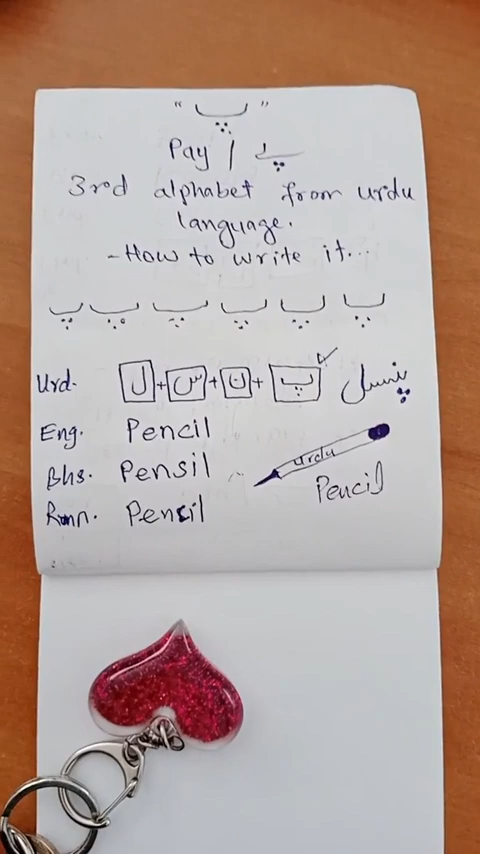 "پ"
Pay / پے
3rd alphabet from urdu
language.
- How to write it...
پ پ پ پ پ پ
Urd. ل + س + ن + پ پنسل
Eng. Pencil
Bhs. Pensil
urdu
Pencil
Rmn. Pencil